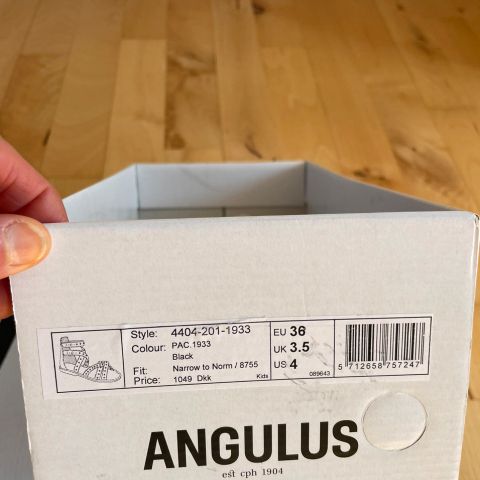 Style: 4404-201-1933
Colour: PAC.1933
Black
Fit: Narrow to Norm / 8755
Price: 1049 Dkk Kids
EU 36
UK 3.5
US 4
089643
5 712658 757247
ANGULUS
est cph 1904